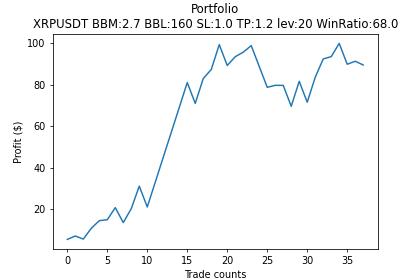 Portfolio
XRPUSDT BBM:2.7 BBL:160 SL:1.0 TP:1.2 lev:20 WinRatio:68.0
100
80
60
40
20
Profit ($)
0 5 10 15 20 25 30 35
Trade counts